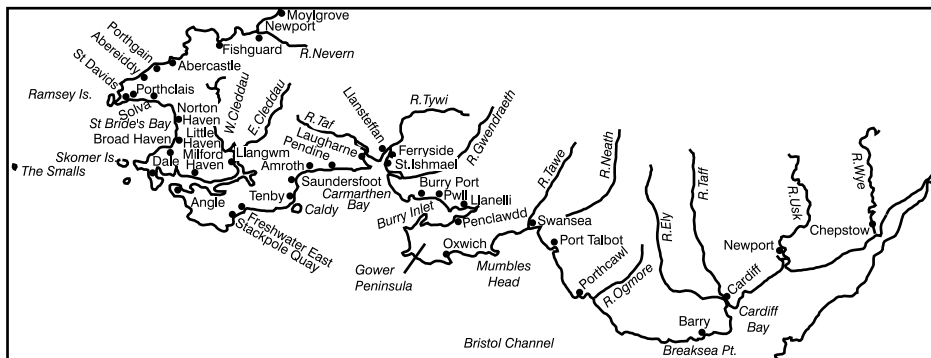 Moylgrove
Newport
R.Nevern
Fishguard
Abercastle
Porthgain
Abereiddy
St Davids
Porthclais
Solva
Ramsey Is.
St Bride's Bay
Norton
Haven
Little
Haven
Broad Haven
W.Cleddau
E.Cleddau
Skomer Is.
The Smalls
Dale
Milford
Haven
Llangwm
Angle
Amroth
Saundersfoot
Tenby
Caldy
Freshwater East
Stackpole Quay
R.Taf
Laugharne
Pendine
Llansteffan
R.Tywi
R.Gwendraeth
Ferryside
St.Ishmael
Carmarthen
Bay
Burry Port
Pwll
Llanelli
Burry Inlet
Penclawdd
Gower
Peninsula
Oxwich
Mumbles
Head
R.Tawe
R.Neath
Swansea
Port Talbot
Porthcawl
R.Ogmore
R.Ely
R.Taff
Newport
R.Usk
R.Wye
Chepstow
Cardiff
Cardiff
Bay
Barry
Breaksea Pt.
Bristol Channel